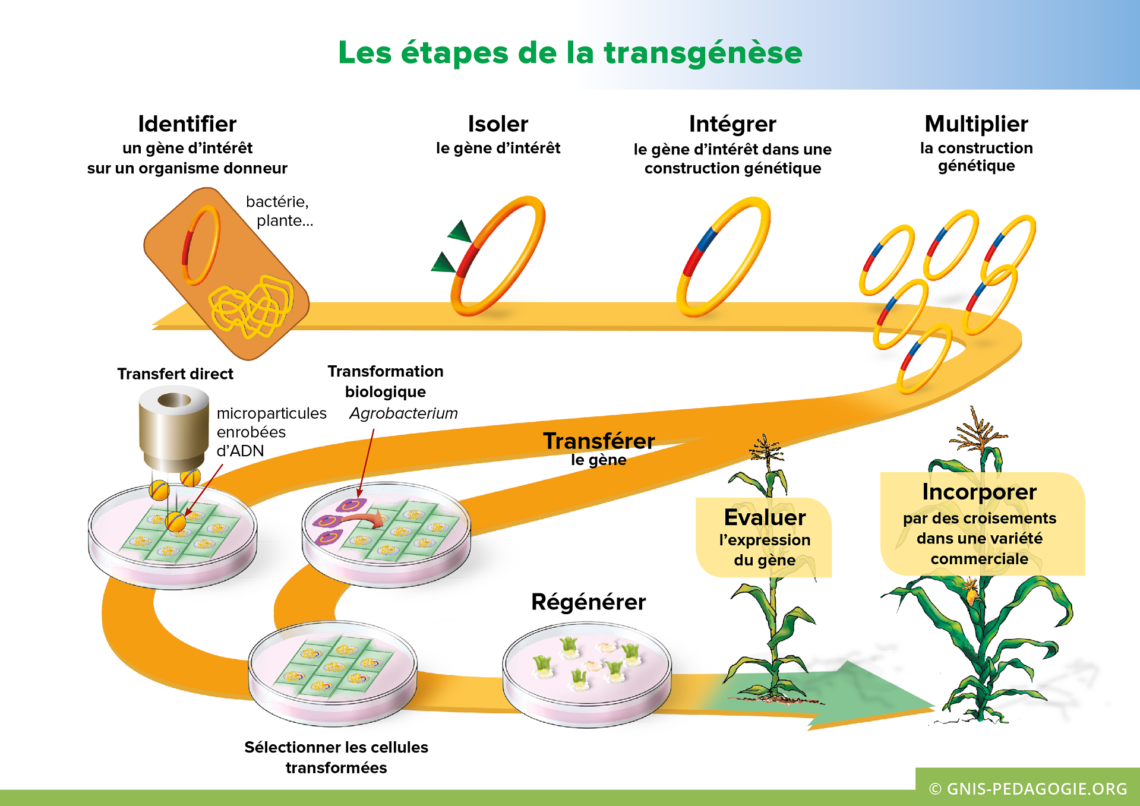 Les étapes de la transgénèse
Identifier
un gène d'intérêt
sur un organisme donneur
bactérie,
plante...
Isoler
le gène d'intérêt
Intégrer
le gène d'intérêt dans une
construction génétique
Multiplier
la construction
génétique
Transfert direct
microparticules
enrobées
d'ADN
Transformation
biologique
Agrobacterium
Transférer
le gène
Sélectionner les cellules
transformées
Régénérer
Evaluer
l'expression
du gène
Incorporer
par des croisements
dans une variété
commerciale
© GNIS-PEDAGOGIE.ORG